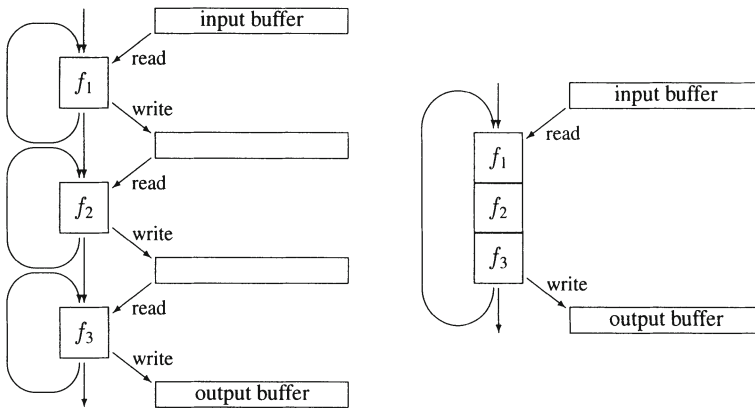 input buffer
read
f1
write
read
f2
write
read
f3
write
output buffer
input buffer
read
f1
f2
f3
write
output buffer